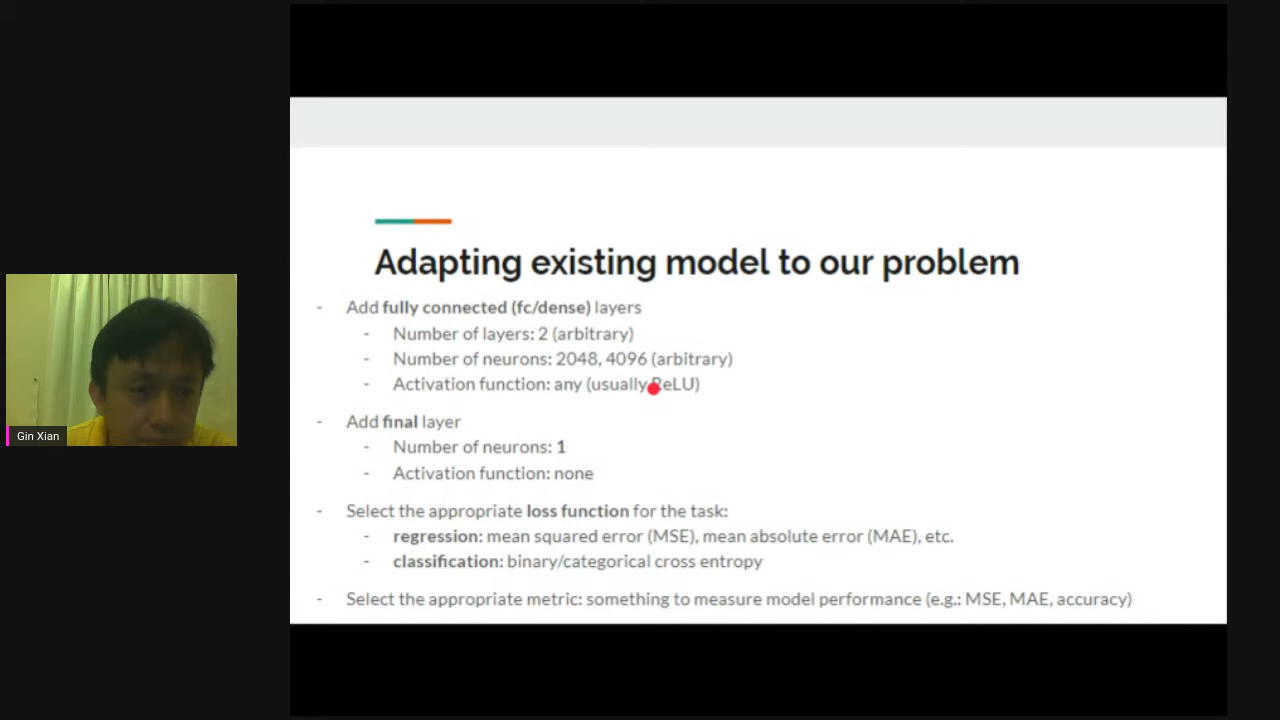 Adapting existing model to our problem
- Add fully connected (fc/dense) layers
- Number of layers: 2 (arbitrary)
- Number of neurons: 2048, 4096 (arbitrary)
- Activation function: any (usually ReLU)
- Add final layer
- Number of neurons: 1
- Activation function: none
- Select the appropriate loss function for the task:
- regression: mean squared error (MSE), mean absolute error (MAE), etc.
- classification: binary/categorical cross entropy
- Select the appropriate metric: something to measure model performance (e.g.: MSE, MAE, accuracy)
Gin Xian